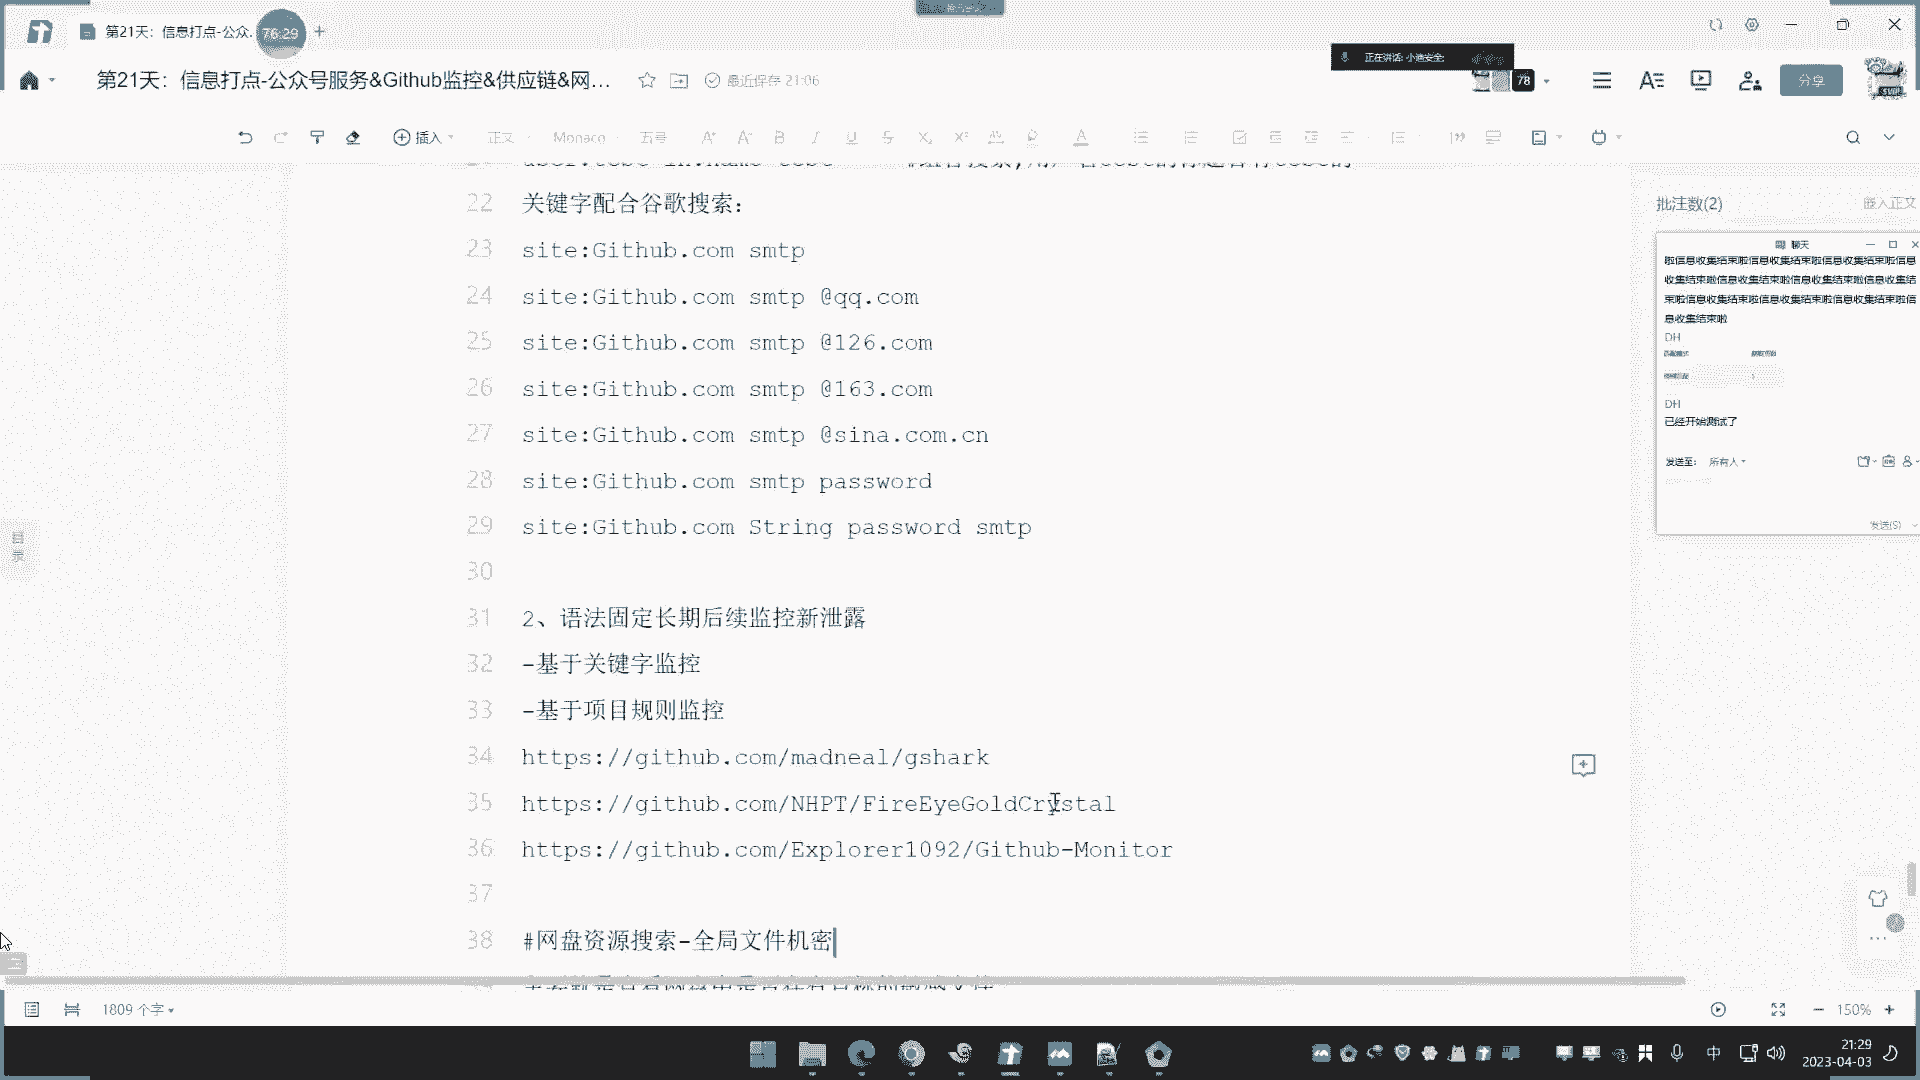 第21天：信息打点-公众.
76:29
正在讲话: 小迪安全:
第21天：信息打点-公众号服务&Github监控&供应链&网...
最近保存 21:06
78
分享
插入
正文
Monaco
五号
22 关键字配合谷歌搜索：
23 site:Github.com smtp
24 site:Github.com smtp @qq.com
25 site:Github.com smtp @126.com
26 site:Github.com smtp @163.com
27 site:Github.com smtp @sina.com.cn
28 site:Github.com smtp password
29 site:Github.com String password smtp
30
31 2、语法固定长期后续监控新泄露
32 -基于关键字监控
33 -基于项目规则监控
34 https://github.com/madneal/gshark
35 https://github.com/NHPT/FireEyeGoldCrystal
36 https://github.com/Explorer1092/Github-Monitor
37
38 #网盘资源搜索-全局文件机密
目录
批注数(2)
嵌入正文
聊天
啦信息收集结束啦信息收集结束啦信息收集结束啦信息
收集结束啦信息收集结束啦信息收集结束啦信息收集结
束啦信息收集结束啦信息收集结束啦信息收集结束啦信
息收集结束啦
DH
DH
已经开始测试了
发送至: 所有人
发送(S)
1809 个字
150%
中
21:29
2023-04-03